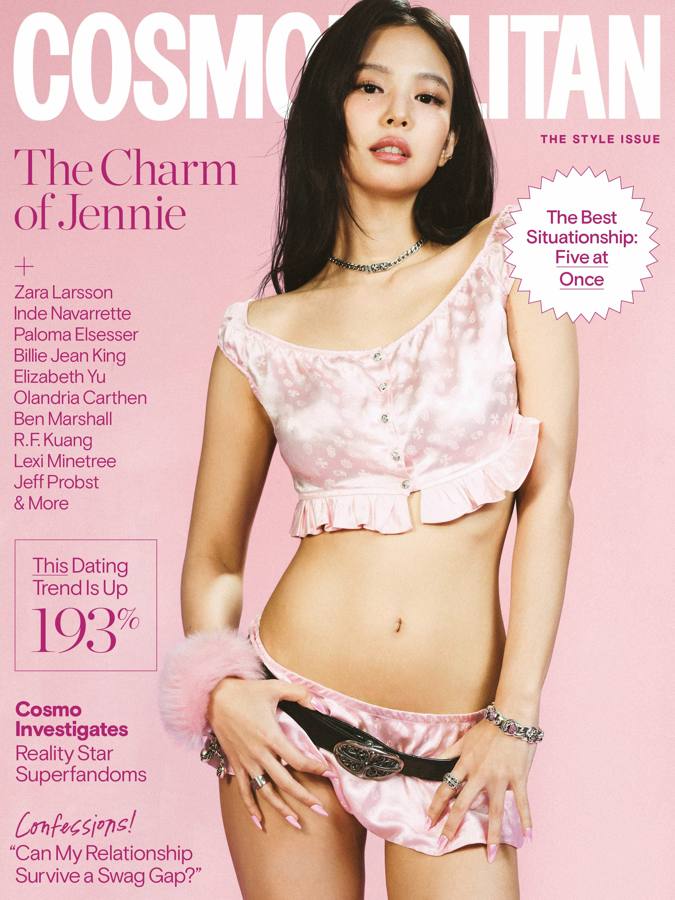 COSMOPOLITAN
THE STYLE ISSUE
The Charm
of Jennie
+
Zara Larsson
Inde Navarrette
Paloma Elsesser
Billie Jean King
Elizabeth Yu
Olandria Carthen
Ben Marshall
R.F. Kuang
Lexi Minetree
Jeff Probst
& More
The Best
Situationship:
Five at
Once
This Dating
Trend Is Up
193%
Cosmo
Investigates
Reality Star
Superfandoms
Confessions!
“Can My Relationship
Survive a Swag Gap?”